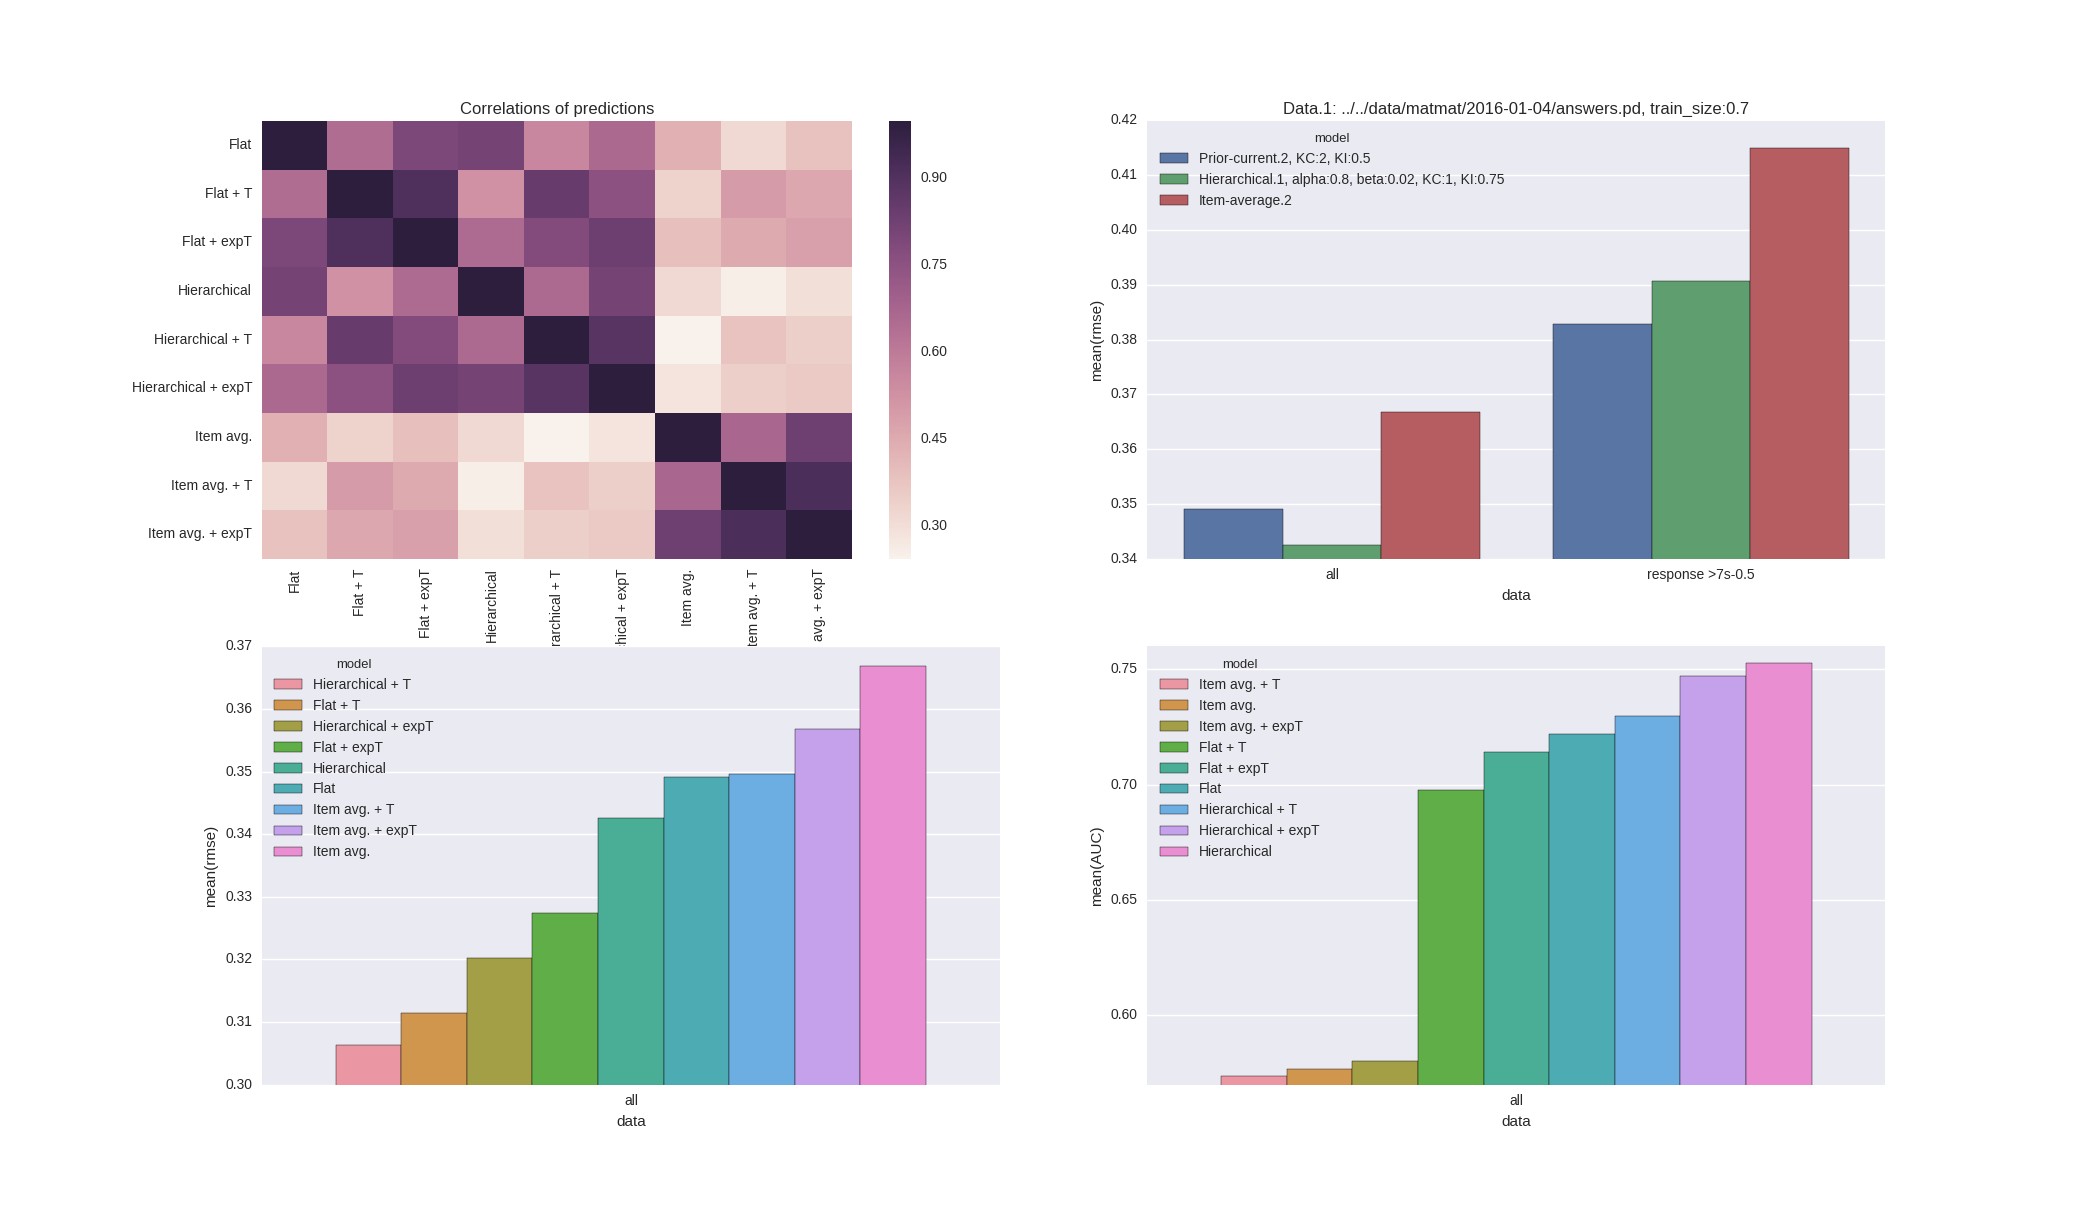 Correlations of predictions
Flat
Flat + T
Flat + expT
Hierarchical
Hierarchical + T
Hierarchical + expT
Item avg.
Item avg. + T
Item avg. + expT
0.90
0.75
0.60
0.45
0.30
Flat
Flat + T
Flat + expT
Hierarchical
rarchical + T
hical + expT
Item avg.
tem avg. + T
avg. + expT
Data.1: ../../data/matmat/2016-01-04/answers.pd, train_size:0.7
0.42
0.41
0.40
0.39
0.38
0.37
0.36
0.35
0.34
mean(rmse)
model
Prior-current.2, KC:2, KI:0.5
Hierarchical.1, alpha:0.8, beta:0.02, KC:1, KI:0.75
Item-average.2
all
response >7s-0.5
data
0.37
0.36
0.35
0.34
0.33
0.32
0.31
0.30
mean(rmse)
model
Hierarchical + T
Flat + T
Hierarchical + expT
Flat + expT
Hierarchical
Flat
Item avg. + T
Item avg. + expT
Item avg.
all
data
0.75
0.70
0.65
0.60
mean(AUC)
model
Item avg. + T
Item avg.
Item avg. + expT
Flat + T
Flat + expT
Flat
Hierarchical + T
Hierarchical + expT
Hierarchical
all
data